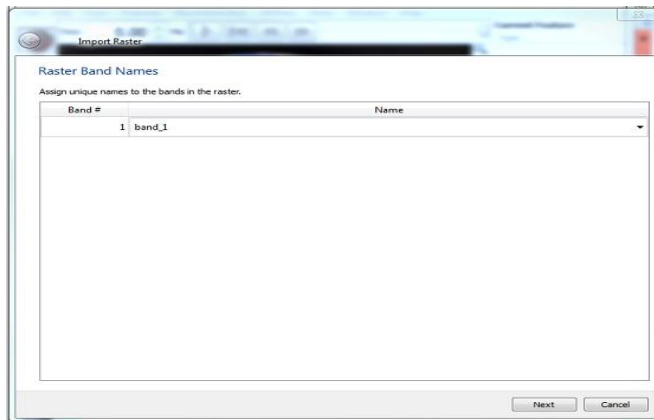 Import Raster
Raster Band Names
Assign unique names to the bands in the raster.
Band # Name
1 band_1
Next Cancel